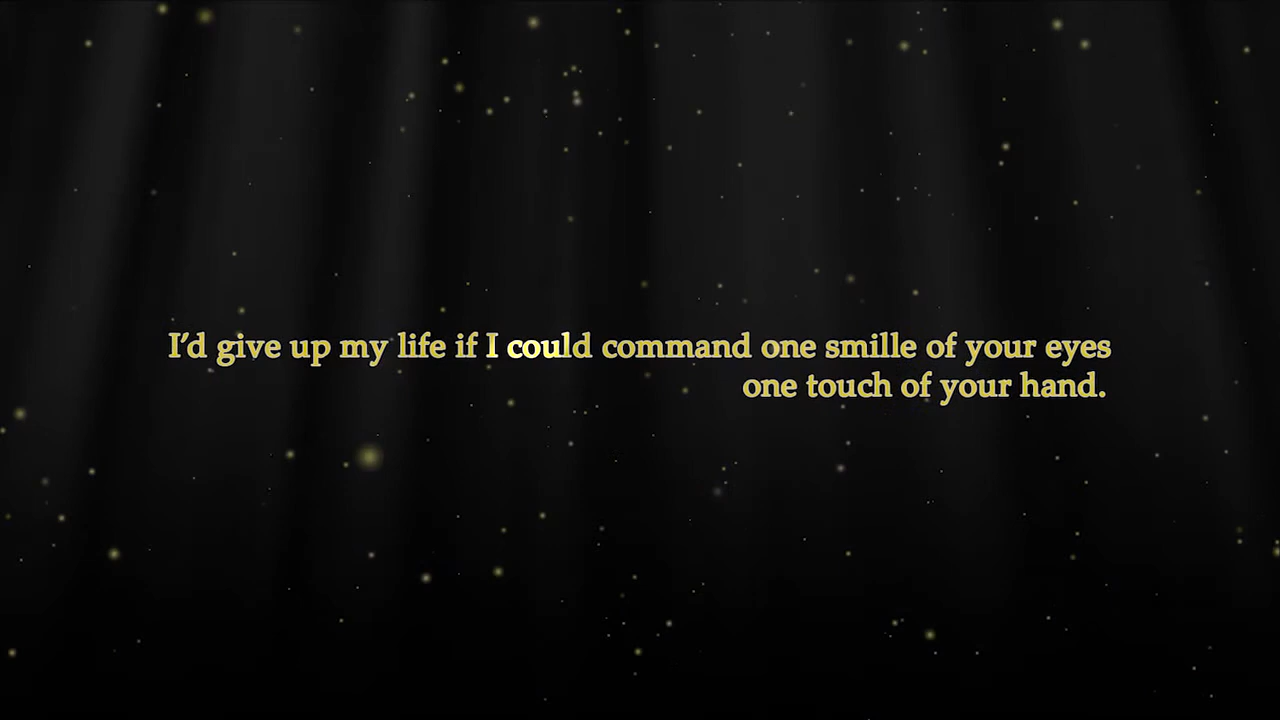 I’d give up my life if I could command one smille of your eyes
one touch of your hand.